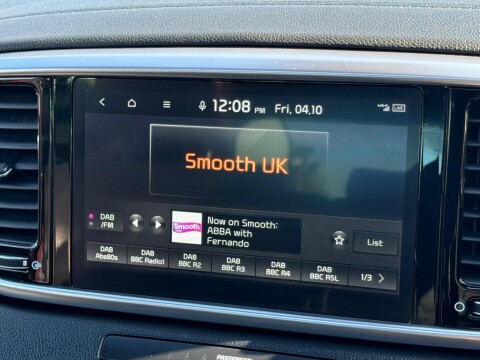 12:08 PM Fri, 04.10
Smooth UK
DAB
/FM
Smooth
Now on Smooth:
ABBA with
Fernando
List
DAB
Abs80s
DAB
BBC Radio1
DAB
BBC R2
DAB
BBC R3
DAB
BBC R4
DAB
BBC R5L
1/3
PASSENGER